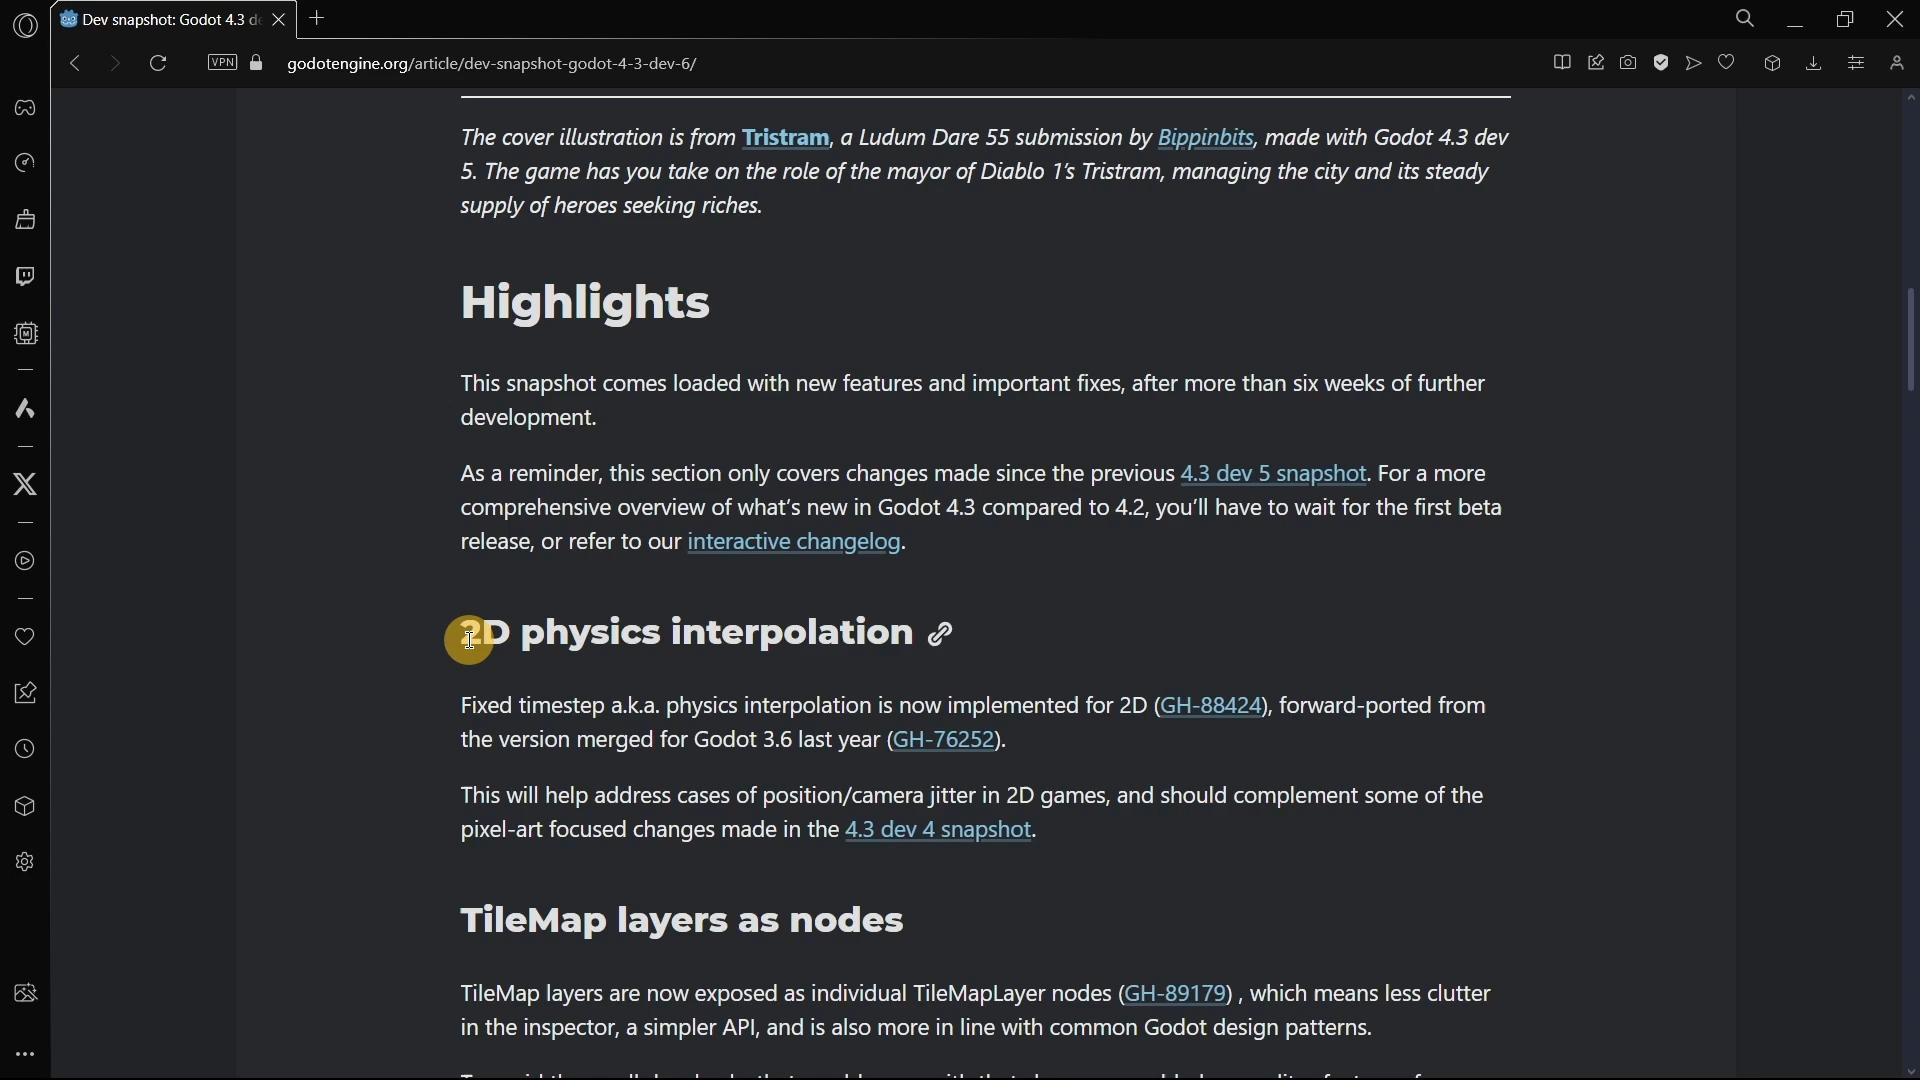 Dev snapshot: Godot 4.3 de
VPN
godotengine.org/article/dev-snapshot-godot-4-3-dev-6/
The cover illustration is from Tristram, a Ludum Dare 55 submission by Bippinbits, made with Godot 4.3 dev
5. The game has you take on the role of the mayor of Diablo 1's Tristram, managing the city and its steady
supply of heroes seeking riches.
Highlights
This snapshot comes loaded with new features and important fixes, after more than six weeks of further
development.
As a reminder, this section only covers changes made since the previous 4.3 dev 5 snapshot. For a more
comprehensive overview of what's new in Godot 4.3 compared to 4.2, you'll have to wait for the first beta
release, or refer to our interactive changelog.
2D physics interpolation
Fixed timestep a.k.a. physics interpolation is now implemented for 2D (GH-88424), forward-ported from
the version merged for Godot 3.6 last year (GH-76252).
This will help address cases of position/camera jitter in 2D games, and should complement some of the
pixel-art focused changes made in the 4.3 dev 4 snapshot.
TileMap layers as nodes
TileMap layers are now exposed as individual TileMapLayer nodes (GH-89179) , which means less clutter
in the inspector, a simpler API, and is also more in line with common Godot design patterns.